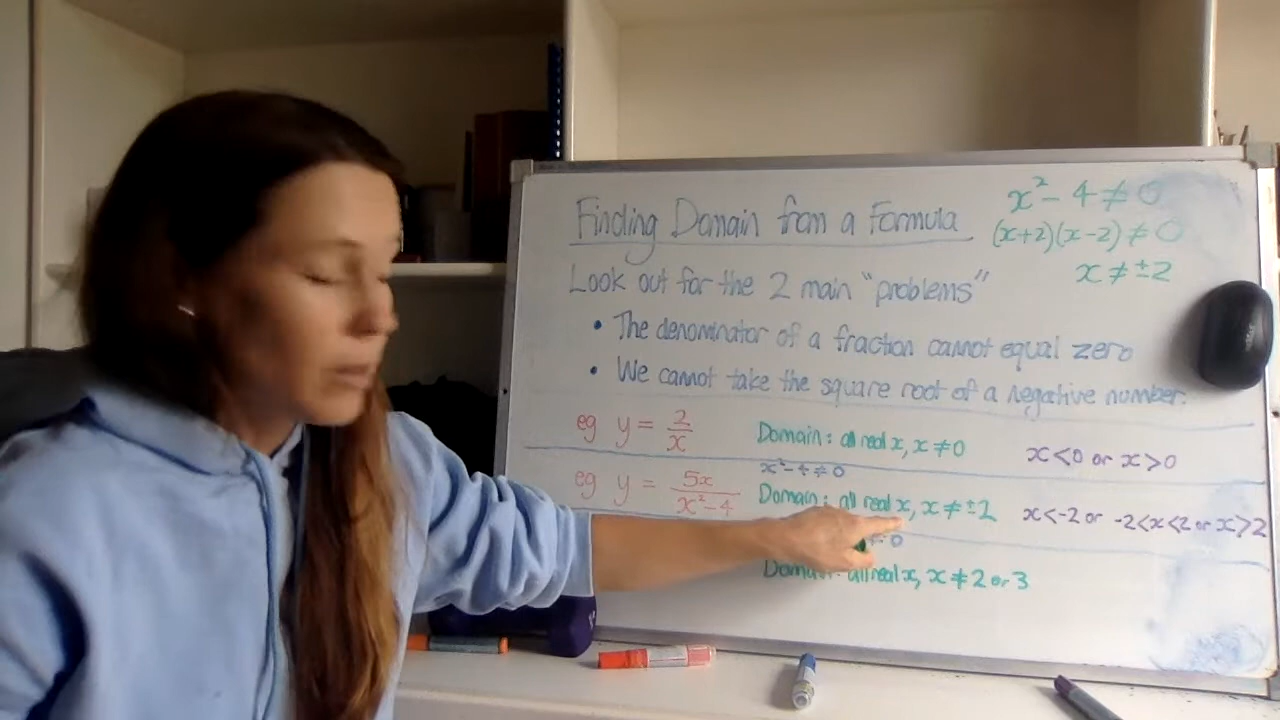 Finding Domain from a Formula
x² - 4 ≠ 0
(x+2)(x-2) ≠ 0
x ≠ ±2
Look out for the 2 main "problems"
• The denominator of a fraction cannot equal zero
• We cannot take the square root of a negative number.
eg y = 2/x Domain: all real x, x ≠ 0 x<0 or x>0
x²-4≠0
eg y = 5x/(x²-4) Domain: all real x, x ≠ ±2 x<-2 or -2<x<2 or x>2
Domain: all real x, x ≠ 2 or 3